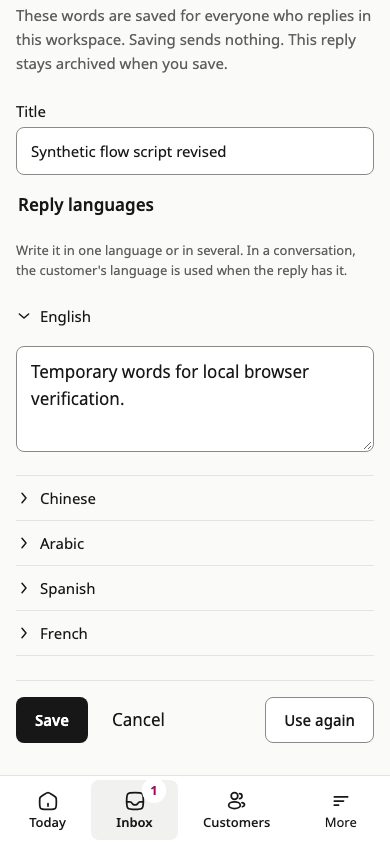 These words are saved for everyone who replies in
this workspace. Saving sends nothing. This reply
stays archived when you save.
Title
Synthetic flow script revised
Reply languages
Write it in one language or in several. In a conversation,
the customer's language is used when the reply has it.
English
Temporary words for local browser
verification.
Chinese
Arabic
Spanish
French
Save Cancel Use again
1
Today Inbox Customers More